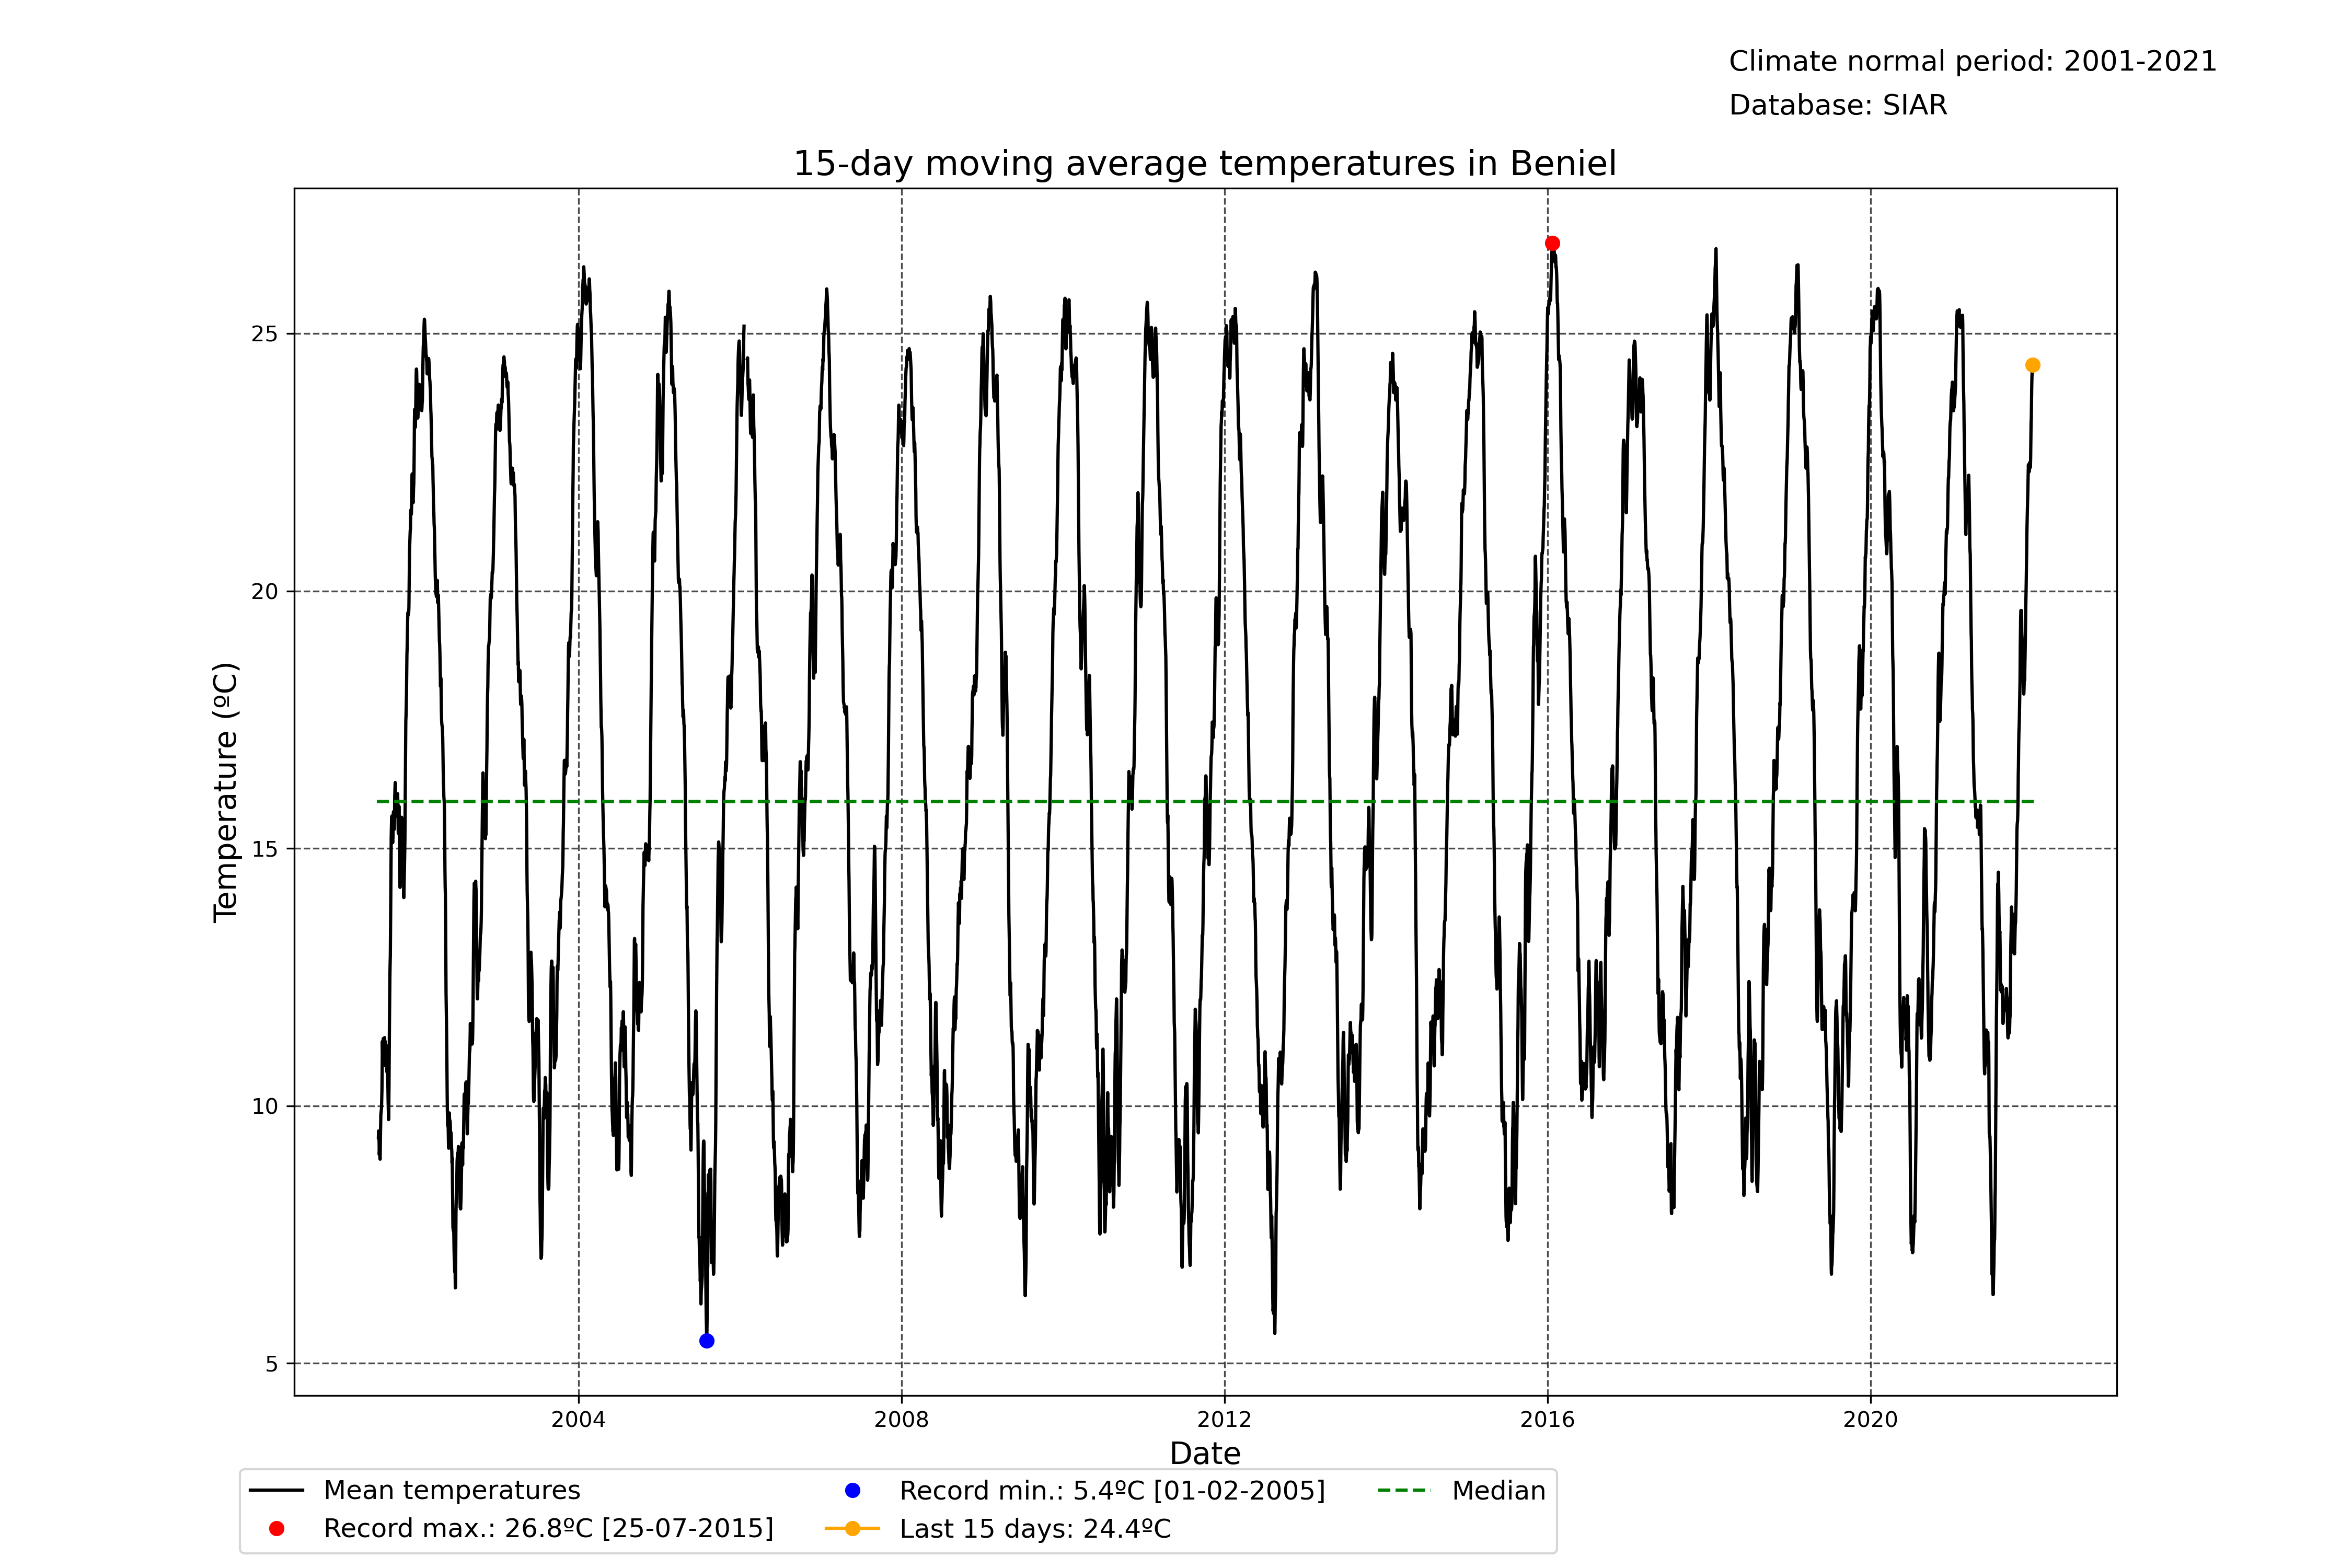 Climate normal period: 2001-2021
Database: SIAR
15-day moving average temperatures in Beniel
25
20
15
10
5
Temperature (ºC)
2004 2008 2012 2016 2020
Date
Mean temperatures
Record max.: 26.8ºC [25-07-2015]
Record min.: 5.4ºC [01-02-2005]
Last 15 days: 24.4ºC
Median